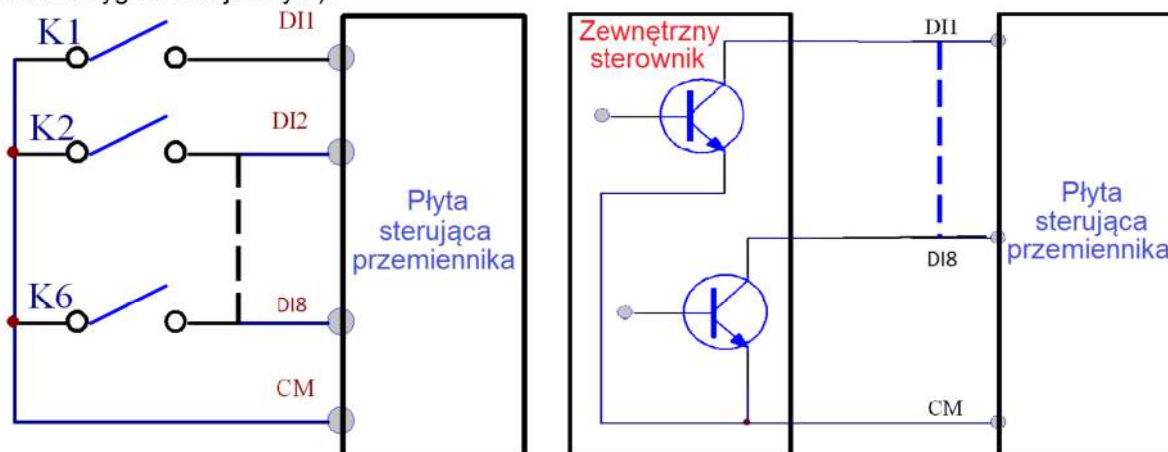 K1
DI1
K2
DI2
Płyta
sterująca
przemiennika
K6
DI8
CM
Zewnętrzny
sterownik
DI1
DI8
CM
Płyta
sterująca
przemiennika